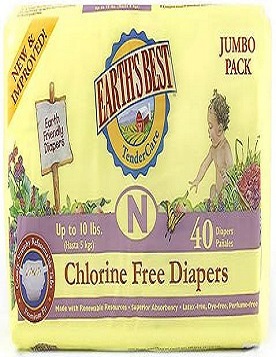 NEW &
IMPROVED!
EARTH'S BEST
TenderCare
JUMBO
PACK
Earth
Friendly
Diapers
Up to 10 lbs.
(Hasta 5 kgs)
N
40 Diapers
Pañales
Chlorine Free Diapers
Made with Renewable Resources • Superior Absorbency • Latex-free, Dye-free, Perfume-free